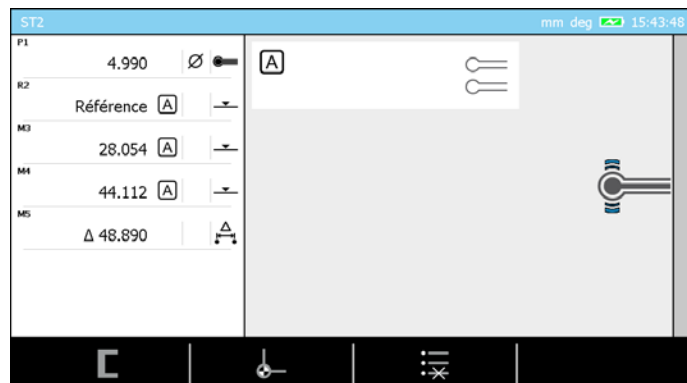 ST2 mm deg 15:43:48
P1
4.990 Ø
R2
Référence A
M3
28.054 A
M4
44.112 A
M5
Δ 48.890 Δ
A